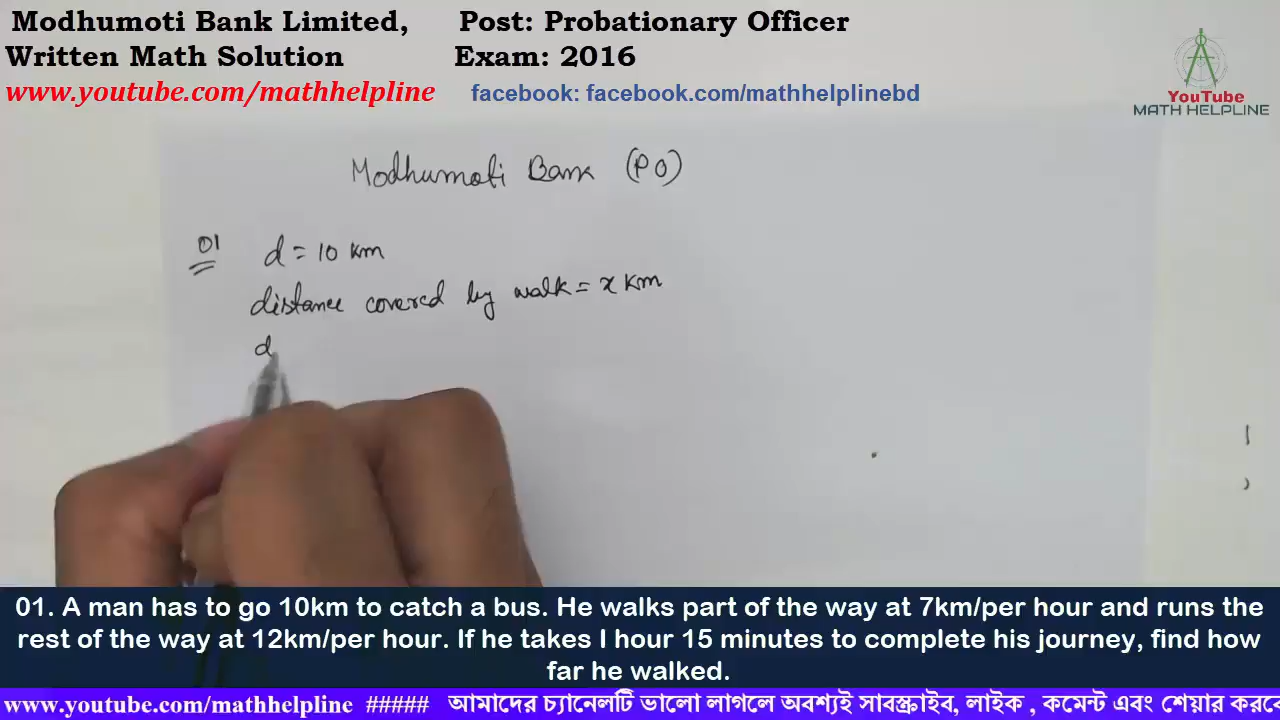 Modhumoti Bank Limited, Post: Probationary Officer
Written Math Solution Exam: 2016
www.youtube.com/mathhelpline facebook: facebook.com/mathhelplinebd
YouTube
MATH HELPLINE
Modhumoti Bank (PO)
01 d = 10 km
distance covered by walk = x km
d
01. A man has to go 10km to catch a bus. He walks part of the way at 7km/per hour and runs the
rest of the way at 12km/per hour. If he takes I hour 15 minutes to complete his journey, find how
far he walked.
www.youtube.com/mathhelpline ##### আমাদের চ্যানেলটি ভালো লাগলে অবশ্যই সাবস্ক্রাইব, লাইক , কমেন্ট এবং শেয়ার করবে